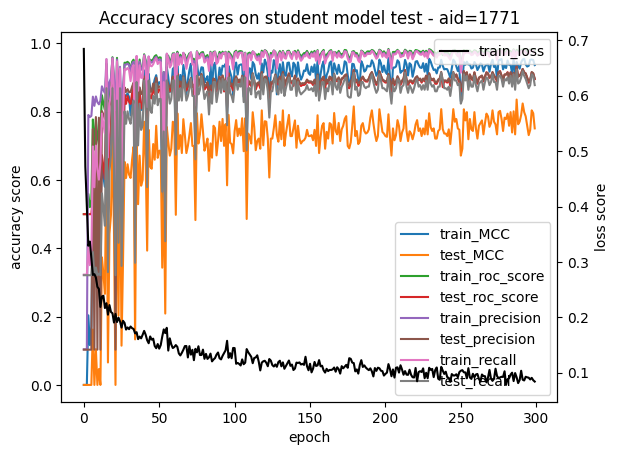 Accuracy scores on student model test - aid=1771
train_loss
1.0
0.8
0.6
0.4
0.2
0.0
accuracy score
0.7
0.6
0.5
0.4
0.3
0.2
0.1
loss score
train_MCC
test_MCC
train_roc_score
test_roc_score
train_precision
test_precision
train_recall
test_recall
0
50
100
150
200
250
300
epoch